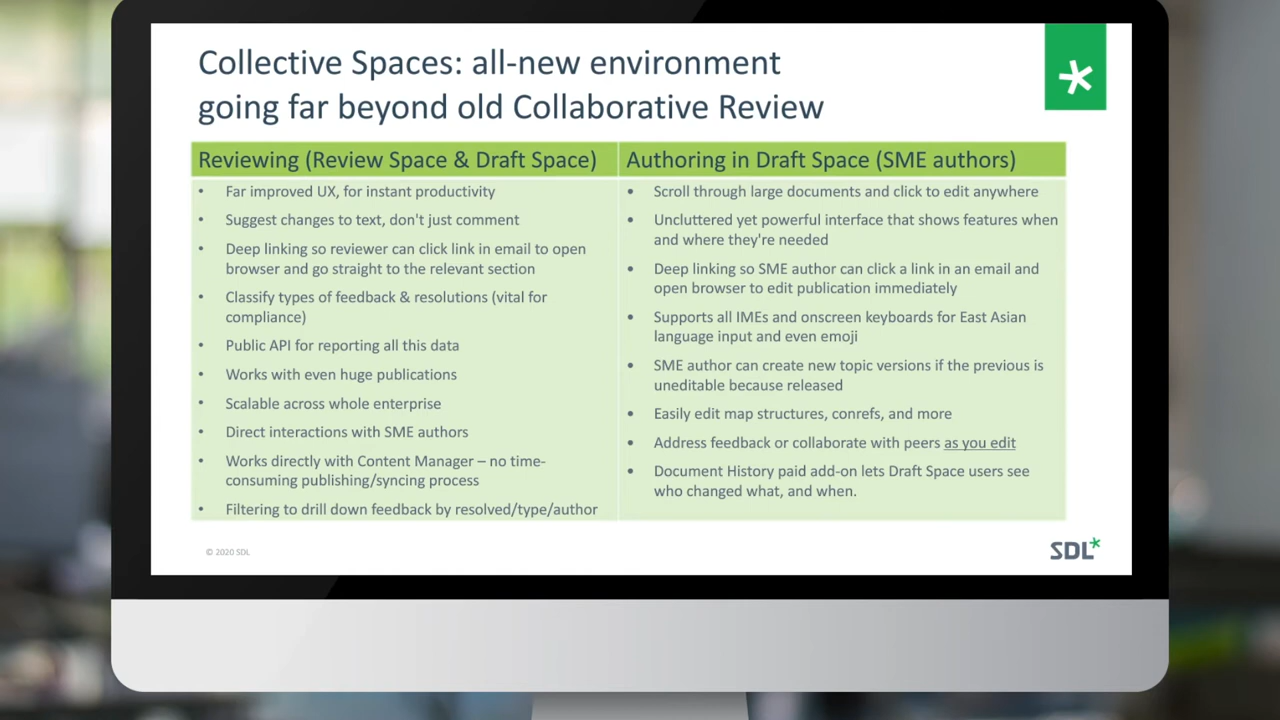 Collective Spaces: all-new environment
going far beyond old Collaborative Review
Reviewing (Review Space & Draft Space)
• Far improved UX, for instant productivity
• Suggest changes to text, don't just comment
• Deep linking so reviewer can click link in email to open
browser and go straight to the relevant section
• Classify types of feedback & resolutions (vital for
compliance)
• Public API for reporting all this data
• Works with even huge publications
• Scalable across whole enterprise
• Direct interactions with SME authors
• Works directly with Content Manager – no time-
consuming publishing/syncing process
• Filtering to drill down feedback by resolved/type/author
Authoring in Draft Space (SME authors)
• Scroll through large documents and click to edit anywhere
• Uncluttered yet powerful interface that shows features when
and where they're needed
• Deep linking so SME author can click a link in an email and
open browser to edit publication immediately
• Supports all IMEs and onscreen keyboards for East Asian
language input and even emoji
• SME author can create new topic versions if the previous is
uneditable because released
• Easily edit map structures, conrefs, and more
• Address feedback or collaborate with peers as you edit
• Document History paid add-on lets Draft Space users see
who changed what, and when.
© 2020 SDL
SDL*